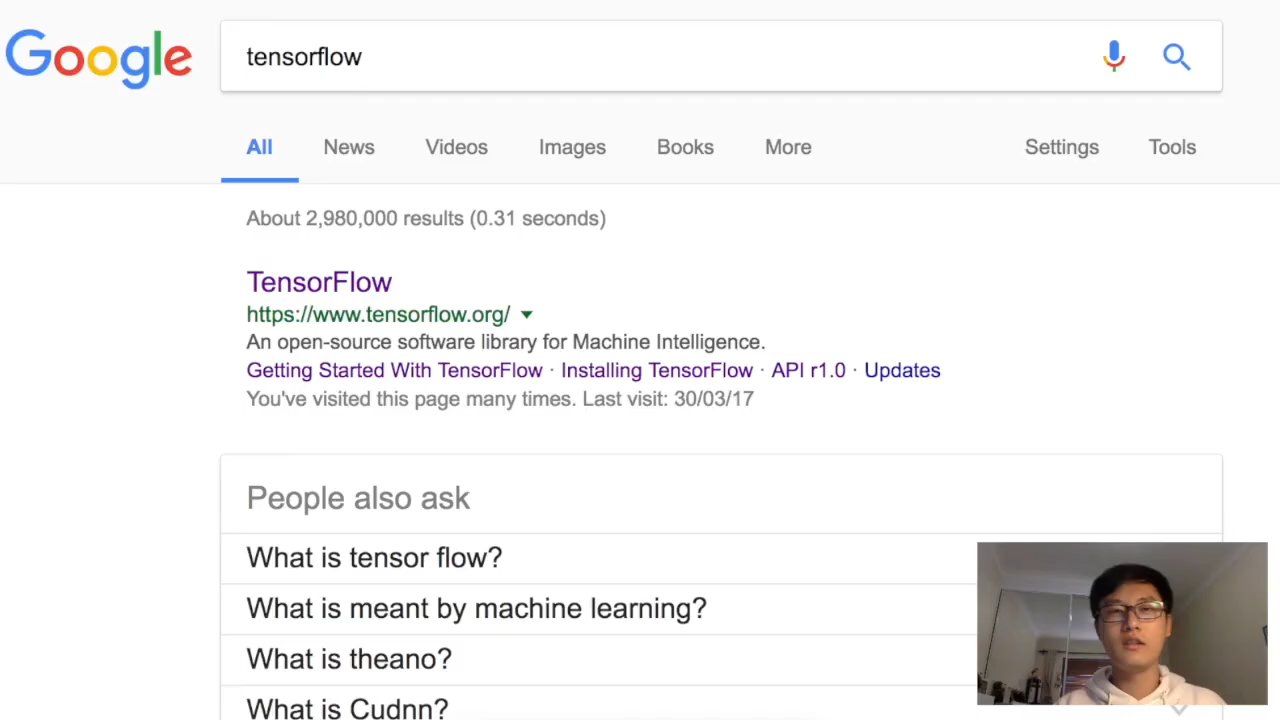 Google
tensorflow
All News Videos Images Books More Settings Tools
About 2,980,000 results (0.31 seconds)
TensorFlow
https://www.tensorflow.org/
An open-source software library for Machine Intelligence.
Getting Started With TensorFlow · Installing TensorFlow · API r1.0 · Updates
You've visited this page many times. Last visit: 30/03/17
People also ask
What is tensor flow?
What is meant by machine learning?
What is theano?
What is Cudnn?